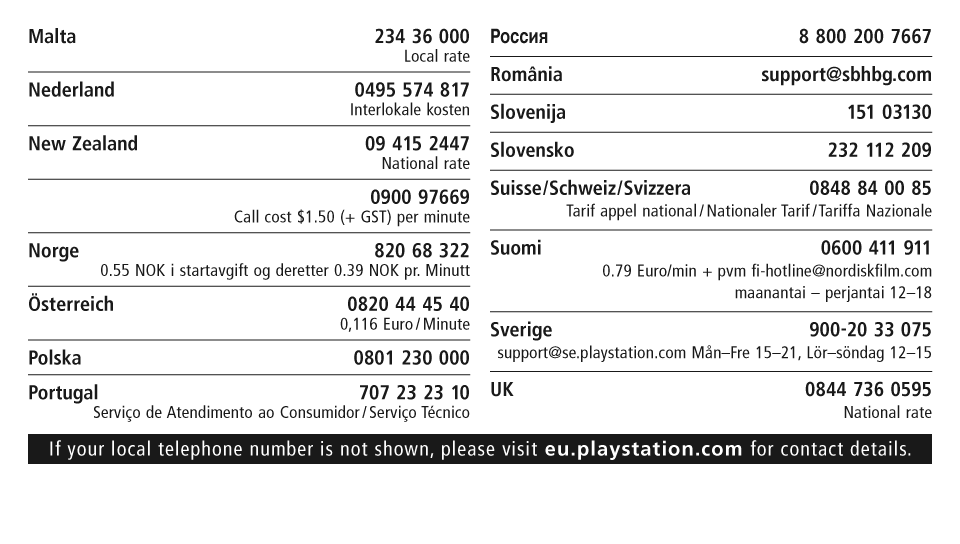 Malta 234 36 000
Local rate
Nederland 0495 574 817
Interlokale kosten
New Zealand 09 415 2447
National rate
0900 97669
Call cost $1.50 (+ GST) per minute
Norge 820 68 322
0.55 NOK i startavgift og deretter 0.39 NOK pr. Minutt
Österreich 0820 44 45 40
0,116 Euro/Minute
Polska 0801 230 000
Portugal 707 23 23 10
Serviço de Atendimento ao Consumidor/Serviço Técnico
Россия 8 800 200 7667
România support@sbhbg.com
Slovenija 151 03130
Slovensko 232 112 209
Suisse/Schweiz/Svizzera 0848 84 00 85
Tarif appel national/Nationaler Tarif/Tariffa Nazionale
Suomi 0600 411 911
0.79 Euro/min + pvm fi-hotline@nordiskfilm.com
maanantai – perjantai 12–18
Sverige 900-20 33 075
support@se.playstation.com Mån–Fre 15–21, Lör–söndag 12–15
UK 0844 736 0595
National rate
If your local telephone number is not shown, please visit eu.playstation.com for contact details.